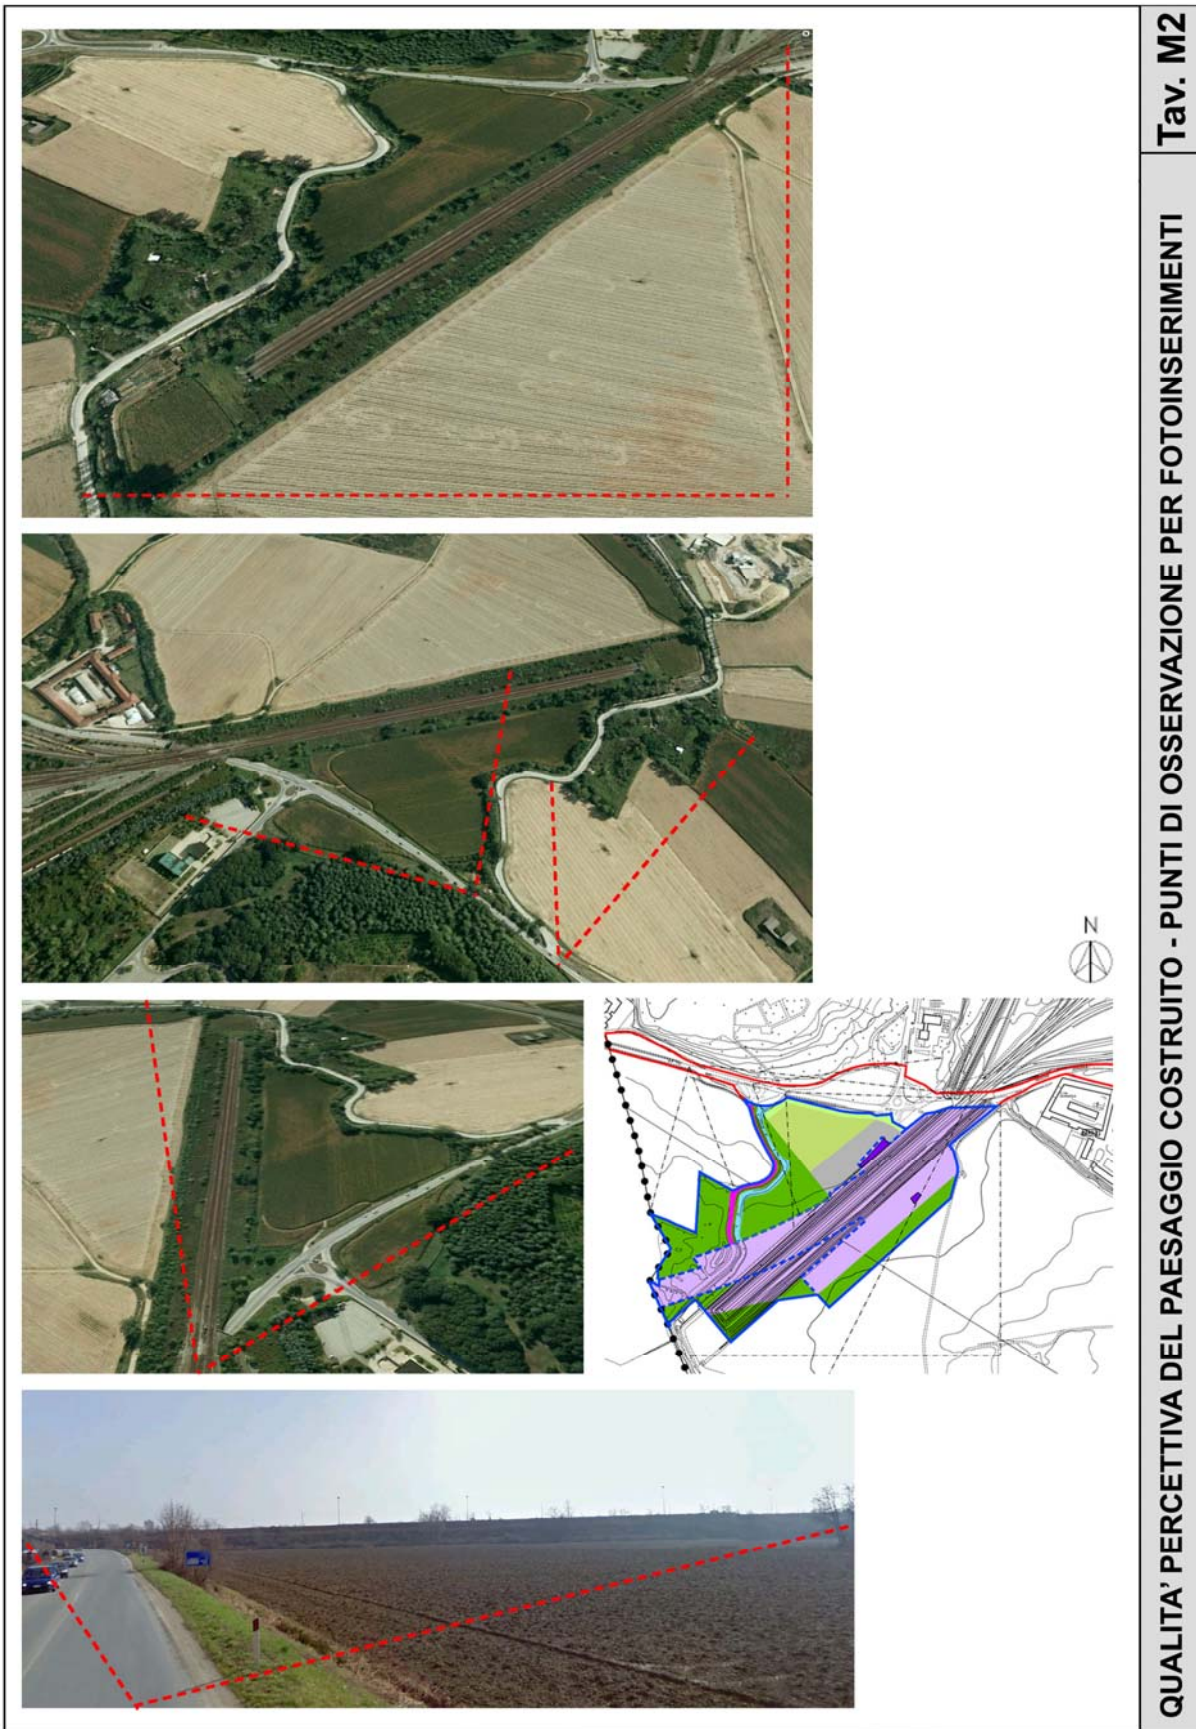 Tav. M2
QUALITA' PERCETTIVA DEL PAESAGGIO COSTRUITO - PUNTI DI OSSERVAZIONE PER FOTOINSERIMENTI
N